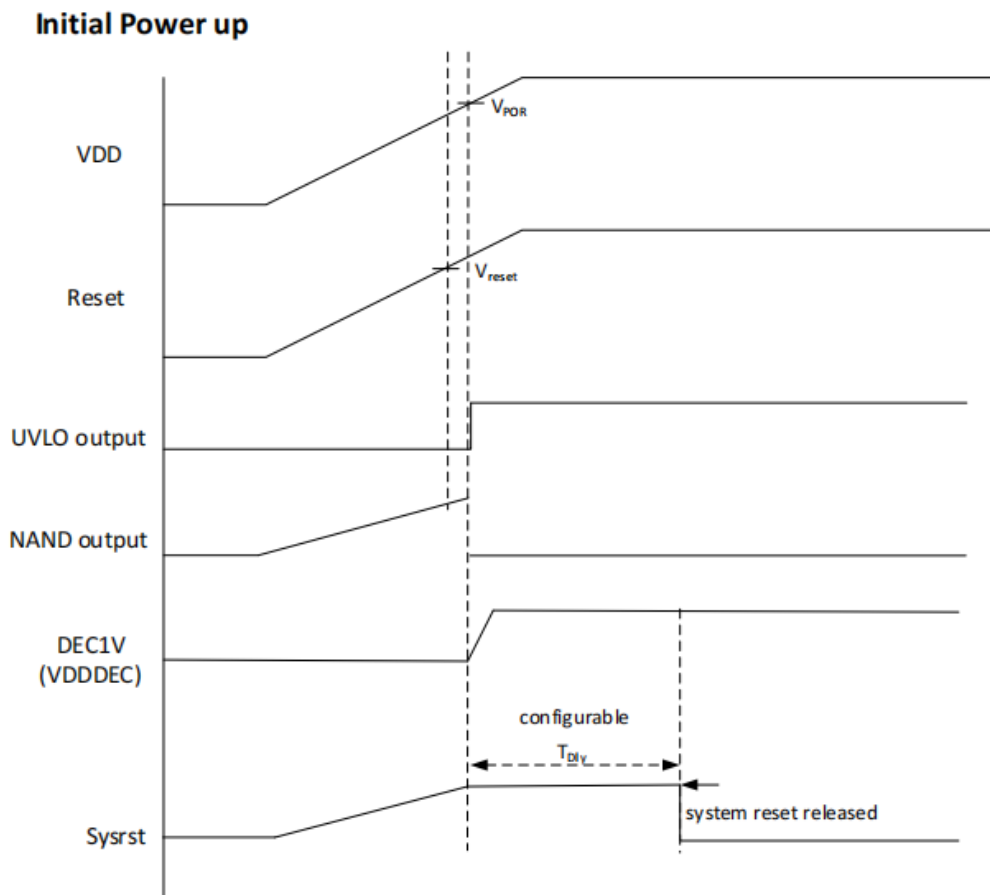 Initial Power up
VPOR
VDD
Vreset
Reset
UVLO output
NAND output
DEC1V
(VDDDEC)
configurable
TDly
system reset released
Sysrst